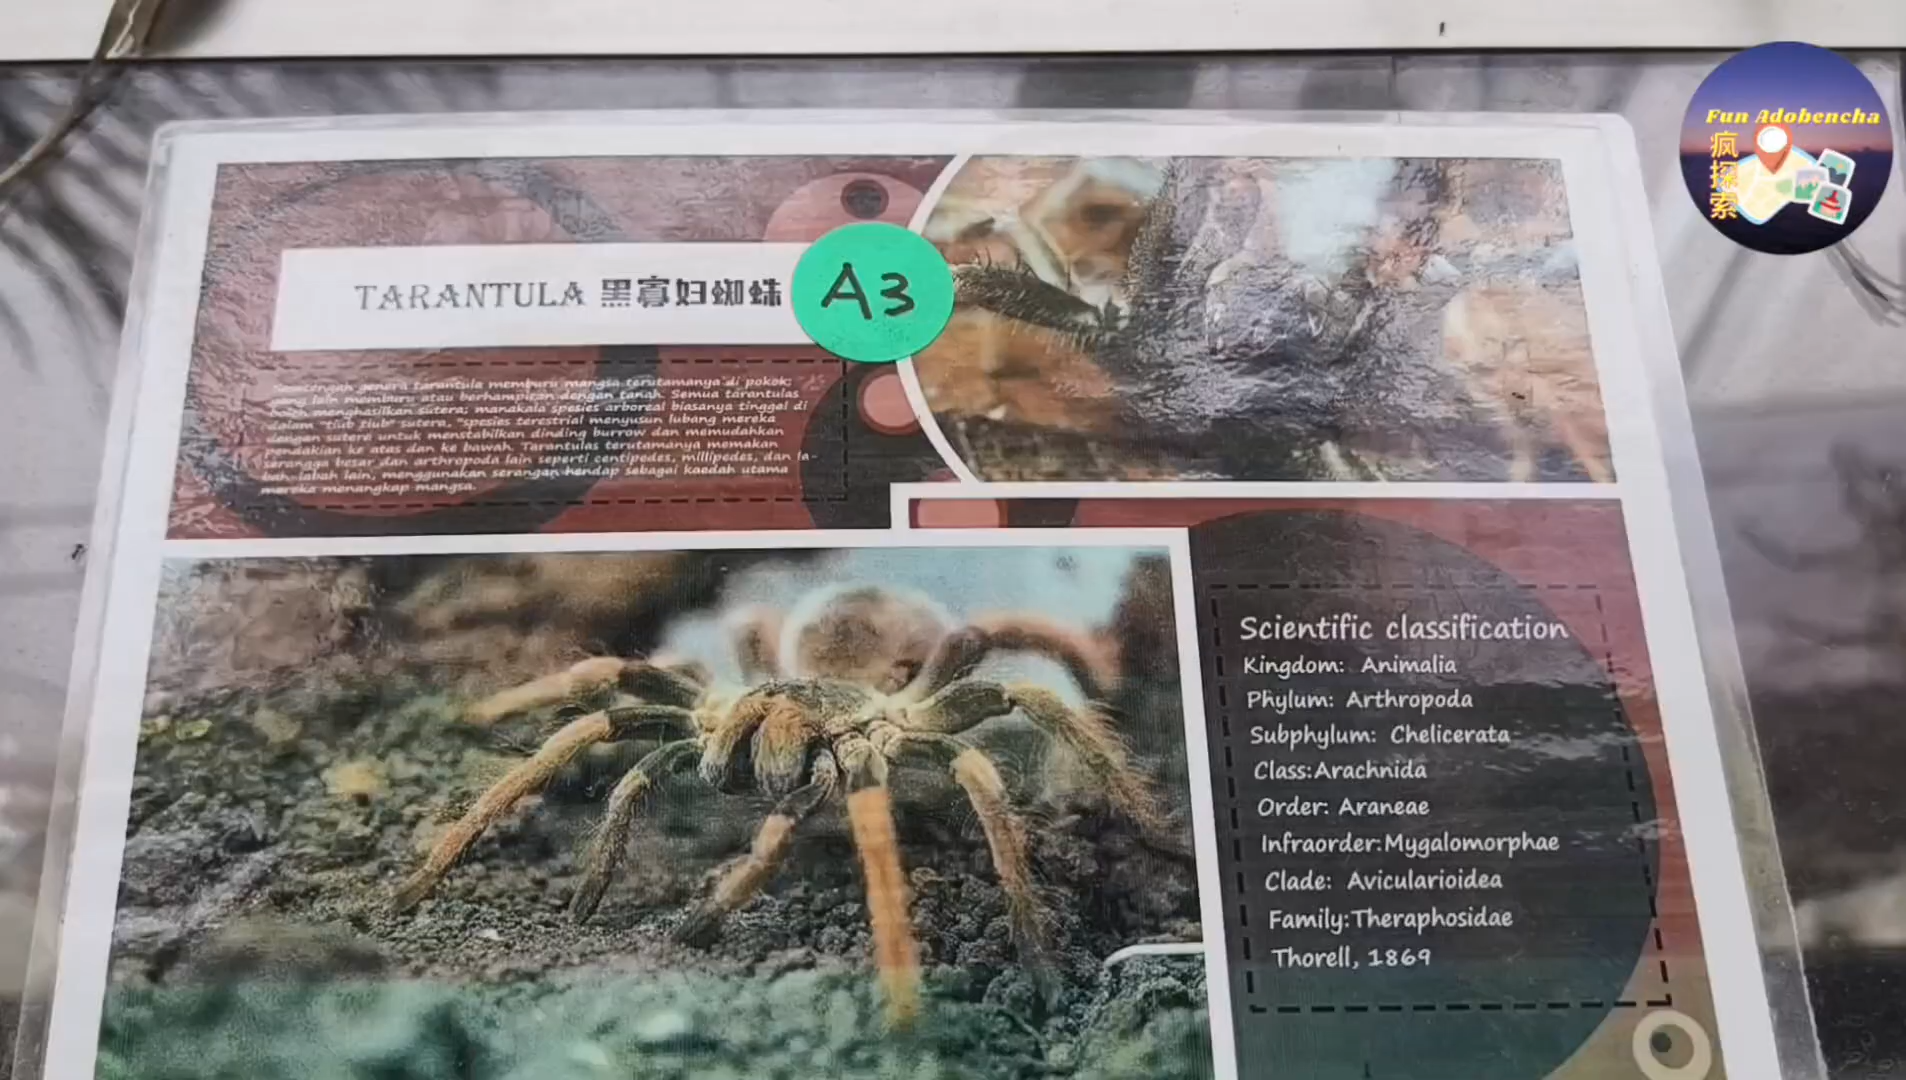 Fun Adobencha
疯探索
TARANTULA 黑寡妇蜘蛛
A3
Setengah genera tarantula memburu mangsa terutamanya di pokok;
yang lain memburu atau berhampiran dengan tanah. Semua tarantulas
boleh menghasilkan sutera; manakala spesies arboreal biasanya tinggal di
dalam "tiub tiub" sutera, "spesies terestrial menyusun lubang mereka
dengan sutera untuk menstabilkan dinding burrow dan memudahkan
pendakian ke atas dan ke bawah. Tarantulas terutamanya memakan
serangga besar dan arthropoda lain seperti centipedes, millipedes, dan la-
bah-labah lain, menggunakan serangan hendap sebagai kaedah utama
mereka menangkap mangsa.
Scientific classification
Kingdom: Animalia
Phylum: Arthropoda
Subphylum: Chelicerata
Class:Arachnida
Order: Araneae
Infraorder:Mygalomorphae
Clade: Avicularioidea
Family:Theraphosidae
Thorell, 1869